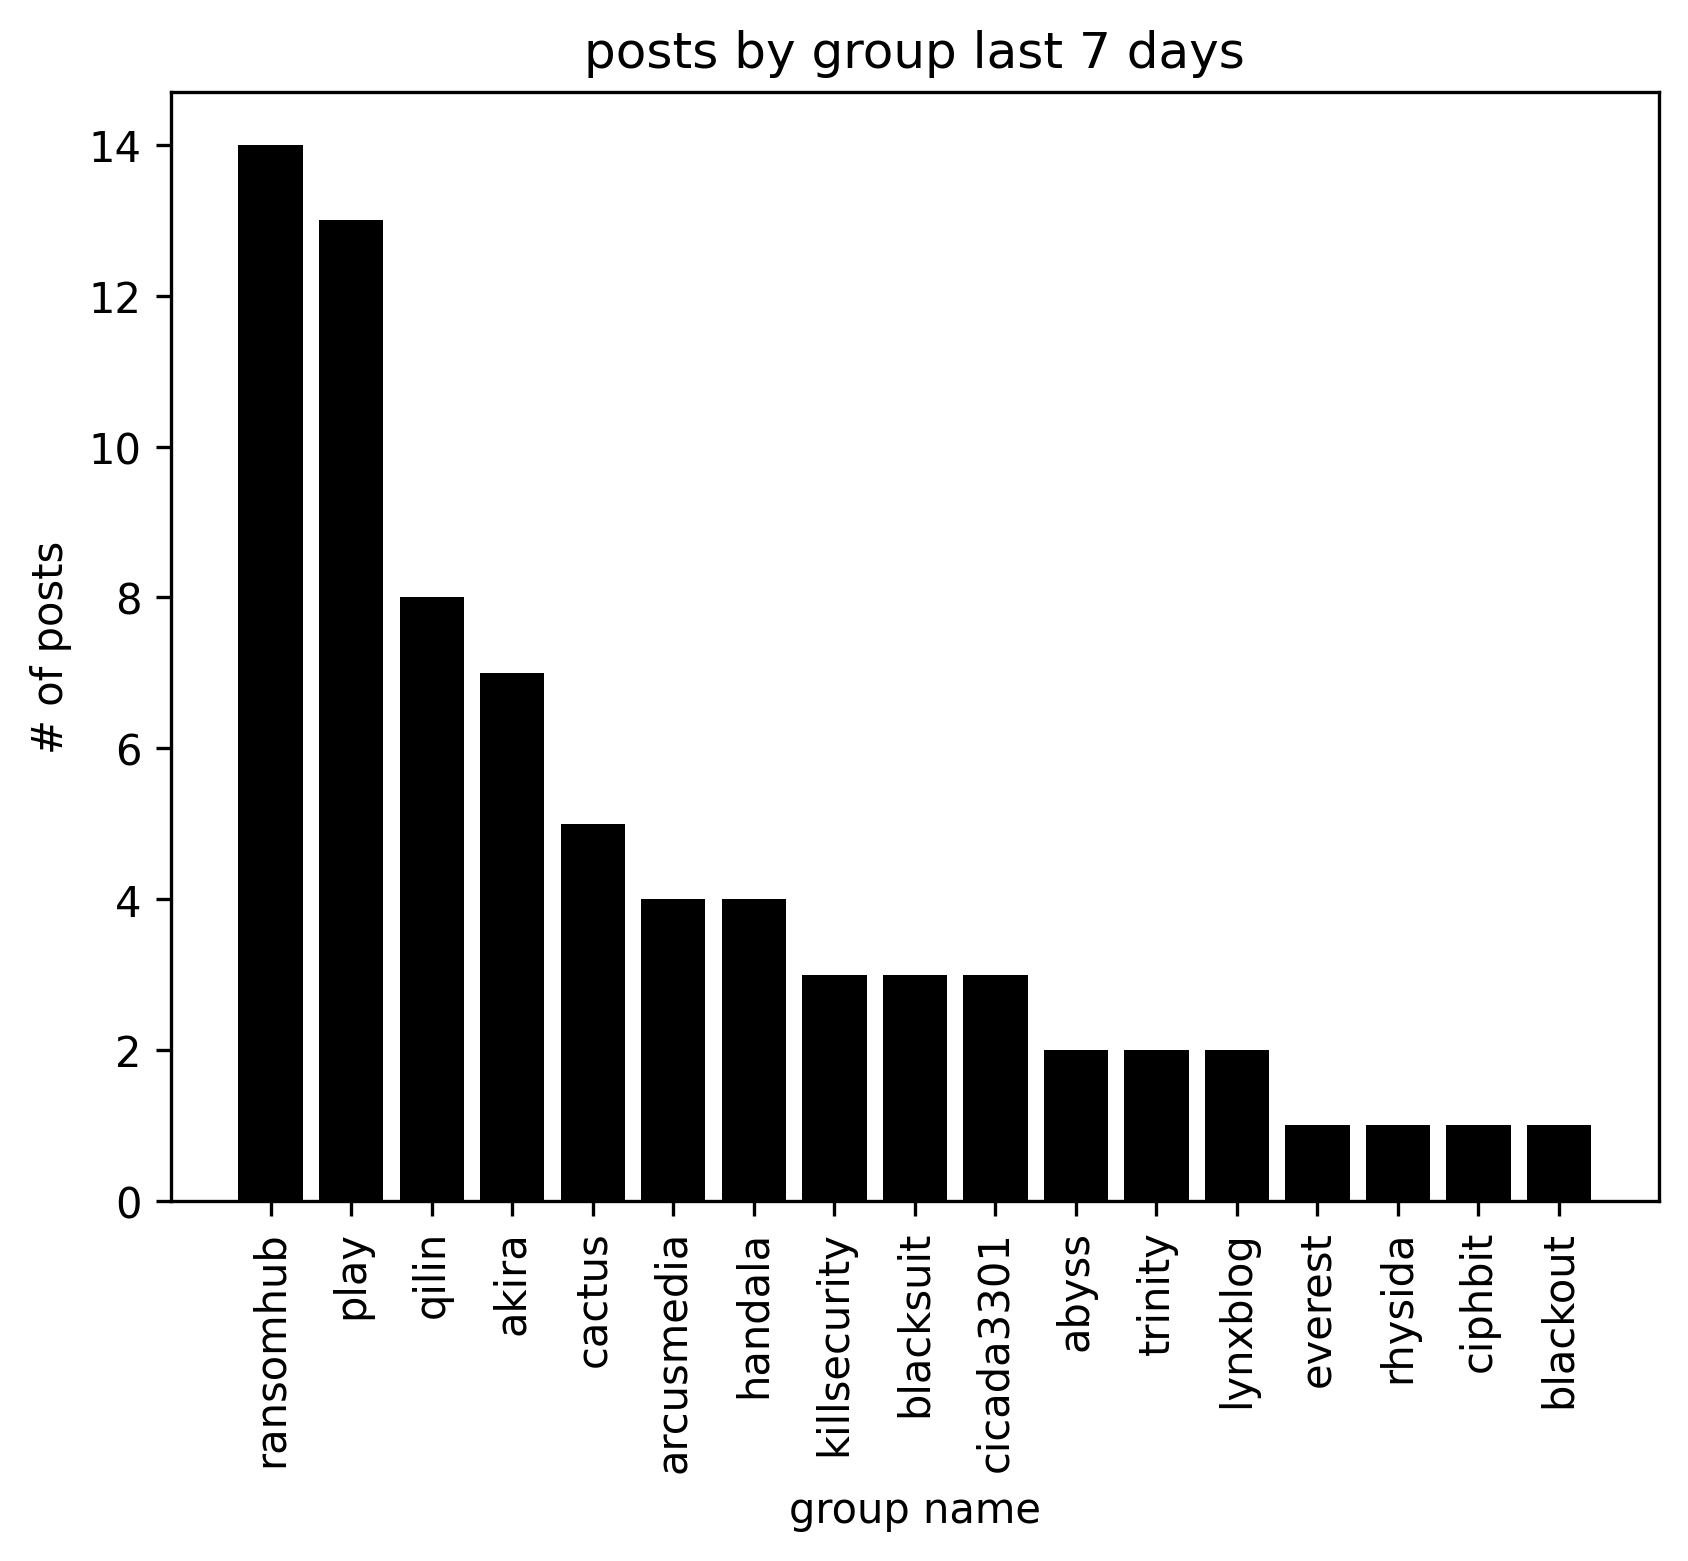 posts by group last 7 days
14
12
10
8
6
4
2
0
# of posts
ransomhub
play
qilin
akira
cactus
arcusmedia
handala
killsecurity
blacksuit
cicada3301
abyss
trinity
lynxblog
everest
rhysida
ciphbit
blackout
group name